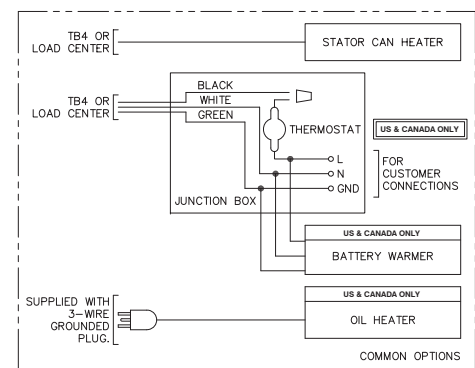 TB4 OR
LOAD CENTER
STATOR CAN HEATER
TB4 OR
LOAD CENTER
BLACK
WHITE
GREEN
THERMOSTAT
US & CANADA ONLY
L
N
GND
FOR
CUSTOMER
CONNECTIONS
JUNCTION BOX
US & CANADA ONLY
BATTERY WARMER
SUPPLIED WITH
3-WIRE
GROUNDED
PLUG.
US & CANADA ONLY
OIL HEATER
COMMON OPTIONS